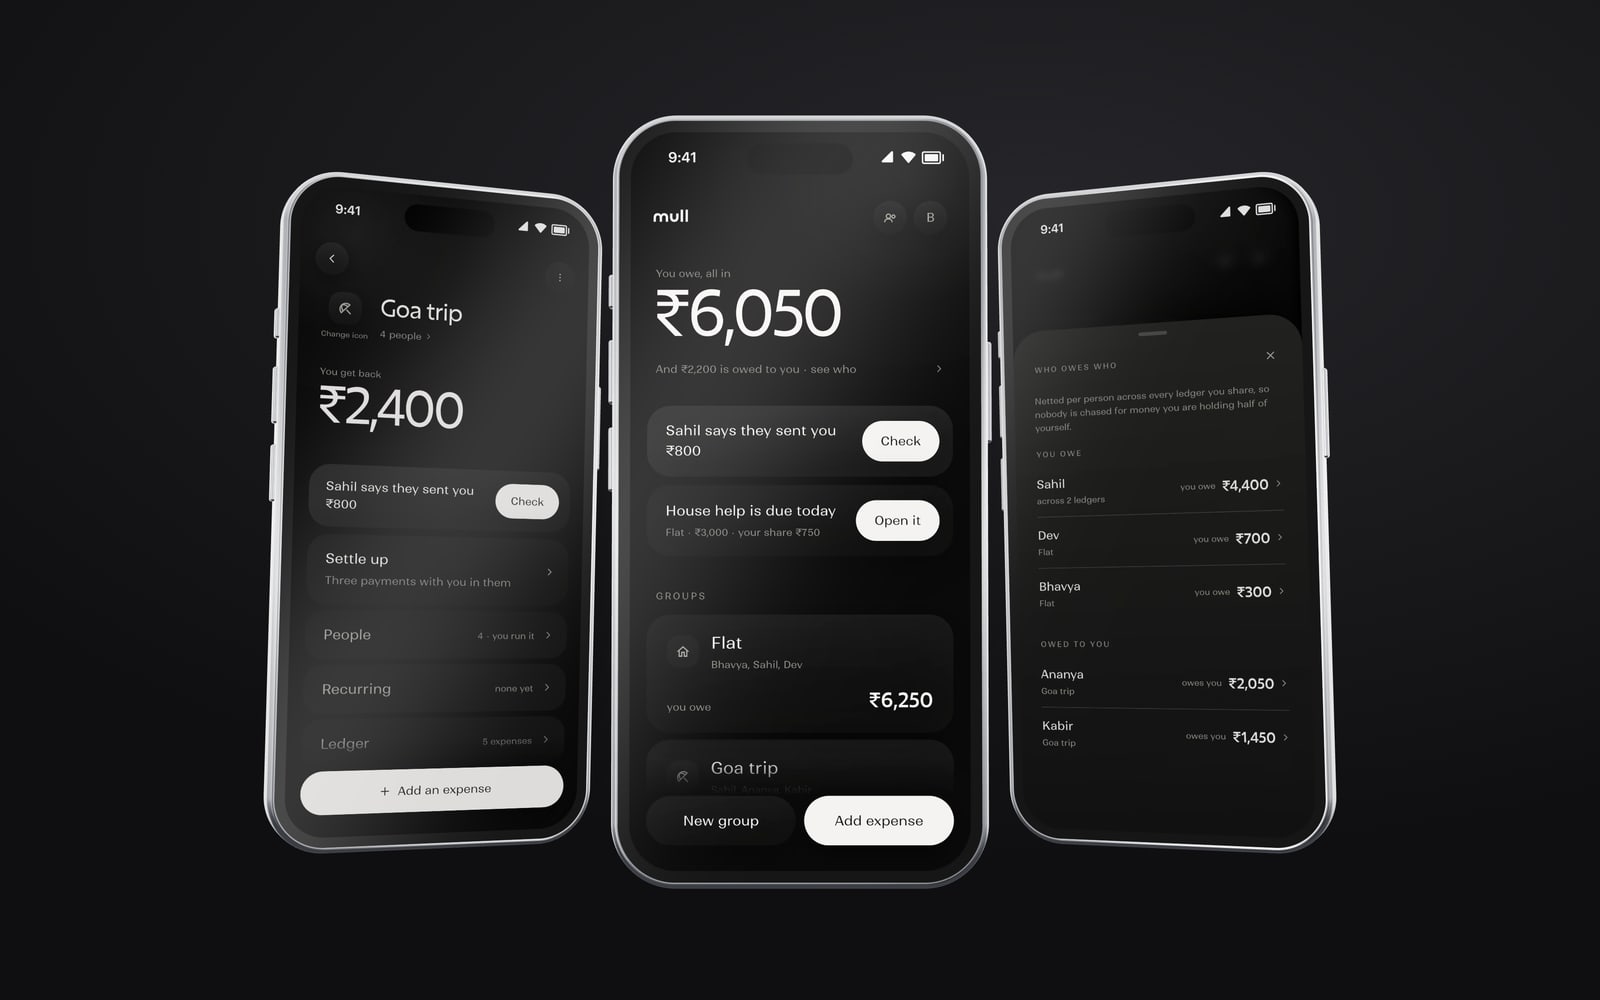 9:41
Goa trip
Change icon
4 people
You get back
₹2,400
Sahil says they sent you
₹800
Check
Settle up
Three payments with you in them
People
4 - you run it
Recurring
none yet
Ledger
5 expenses
+ Add an expense
9:41
mull
B
You owe, all in
₹6,050
And ₹2,200 is owed to you - see who
Sahil says they sent you
₹800
Check
House help is due today
Flat - ₹3,000 - your share ₹750
Open it
GROUPS
Flat
Bhavya, Sahil, Dev
you owe
₹6,250
Goa trip
Sahil, Ananya, Kabir
New group
Add expense
9:41
WHO OWES WHO
Netted per person across every ledger you share, so
nobody is chased for money you are holding half of
yourself.
YOU OWE
Sahil
across 2 ledgers
you owe ₹4,400
Dev
Flat
you owe ₹700
Bhavya
Flat
you owe ₹300
OWED TO YOU
Ananya
Goa trip
owes you ₹2,050
Kabir
Goa trip
owes you ₹1,450